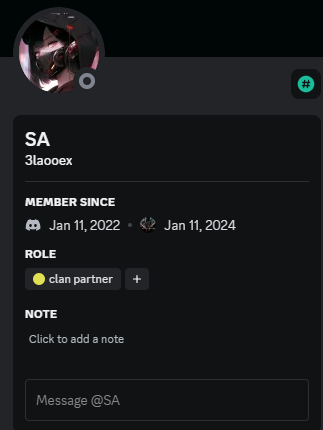 SA
3laooex
MEMBER SINCE
Jan 11, 2022 • Jan 11, 2024
ROLE
clan partner +
NOTE
Click to add a note
Message @SA